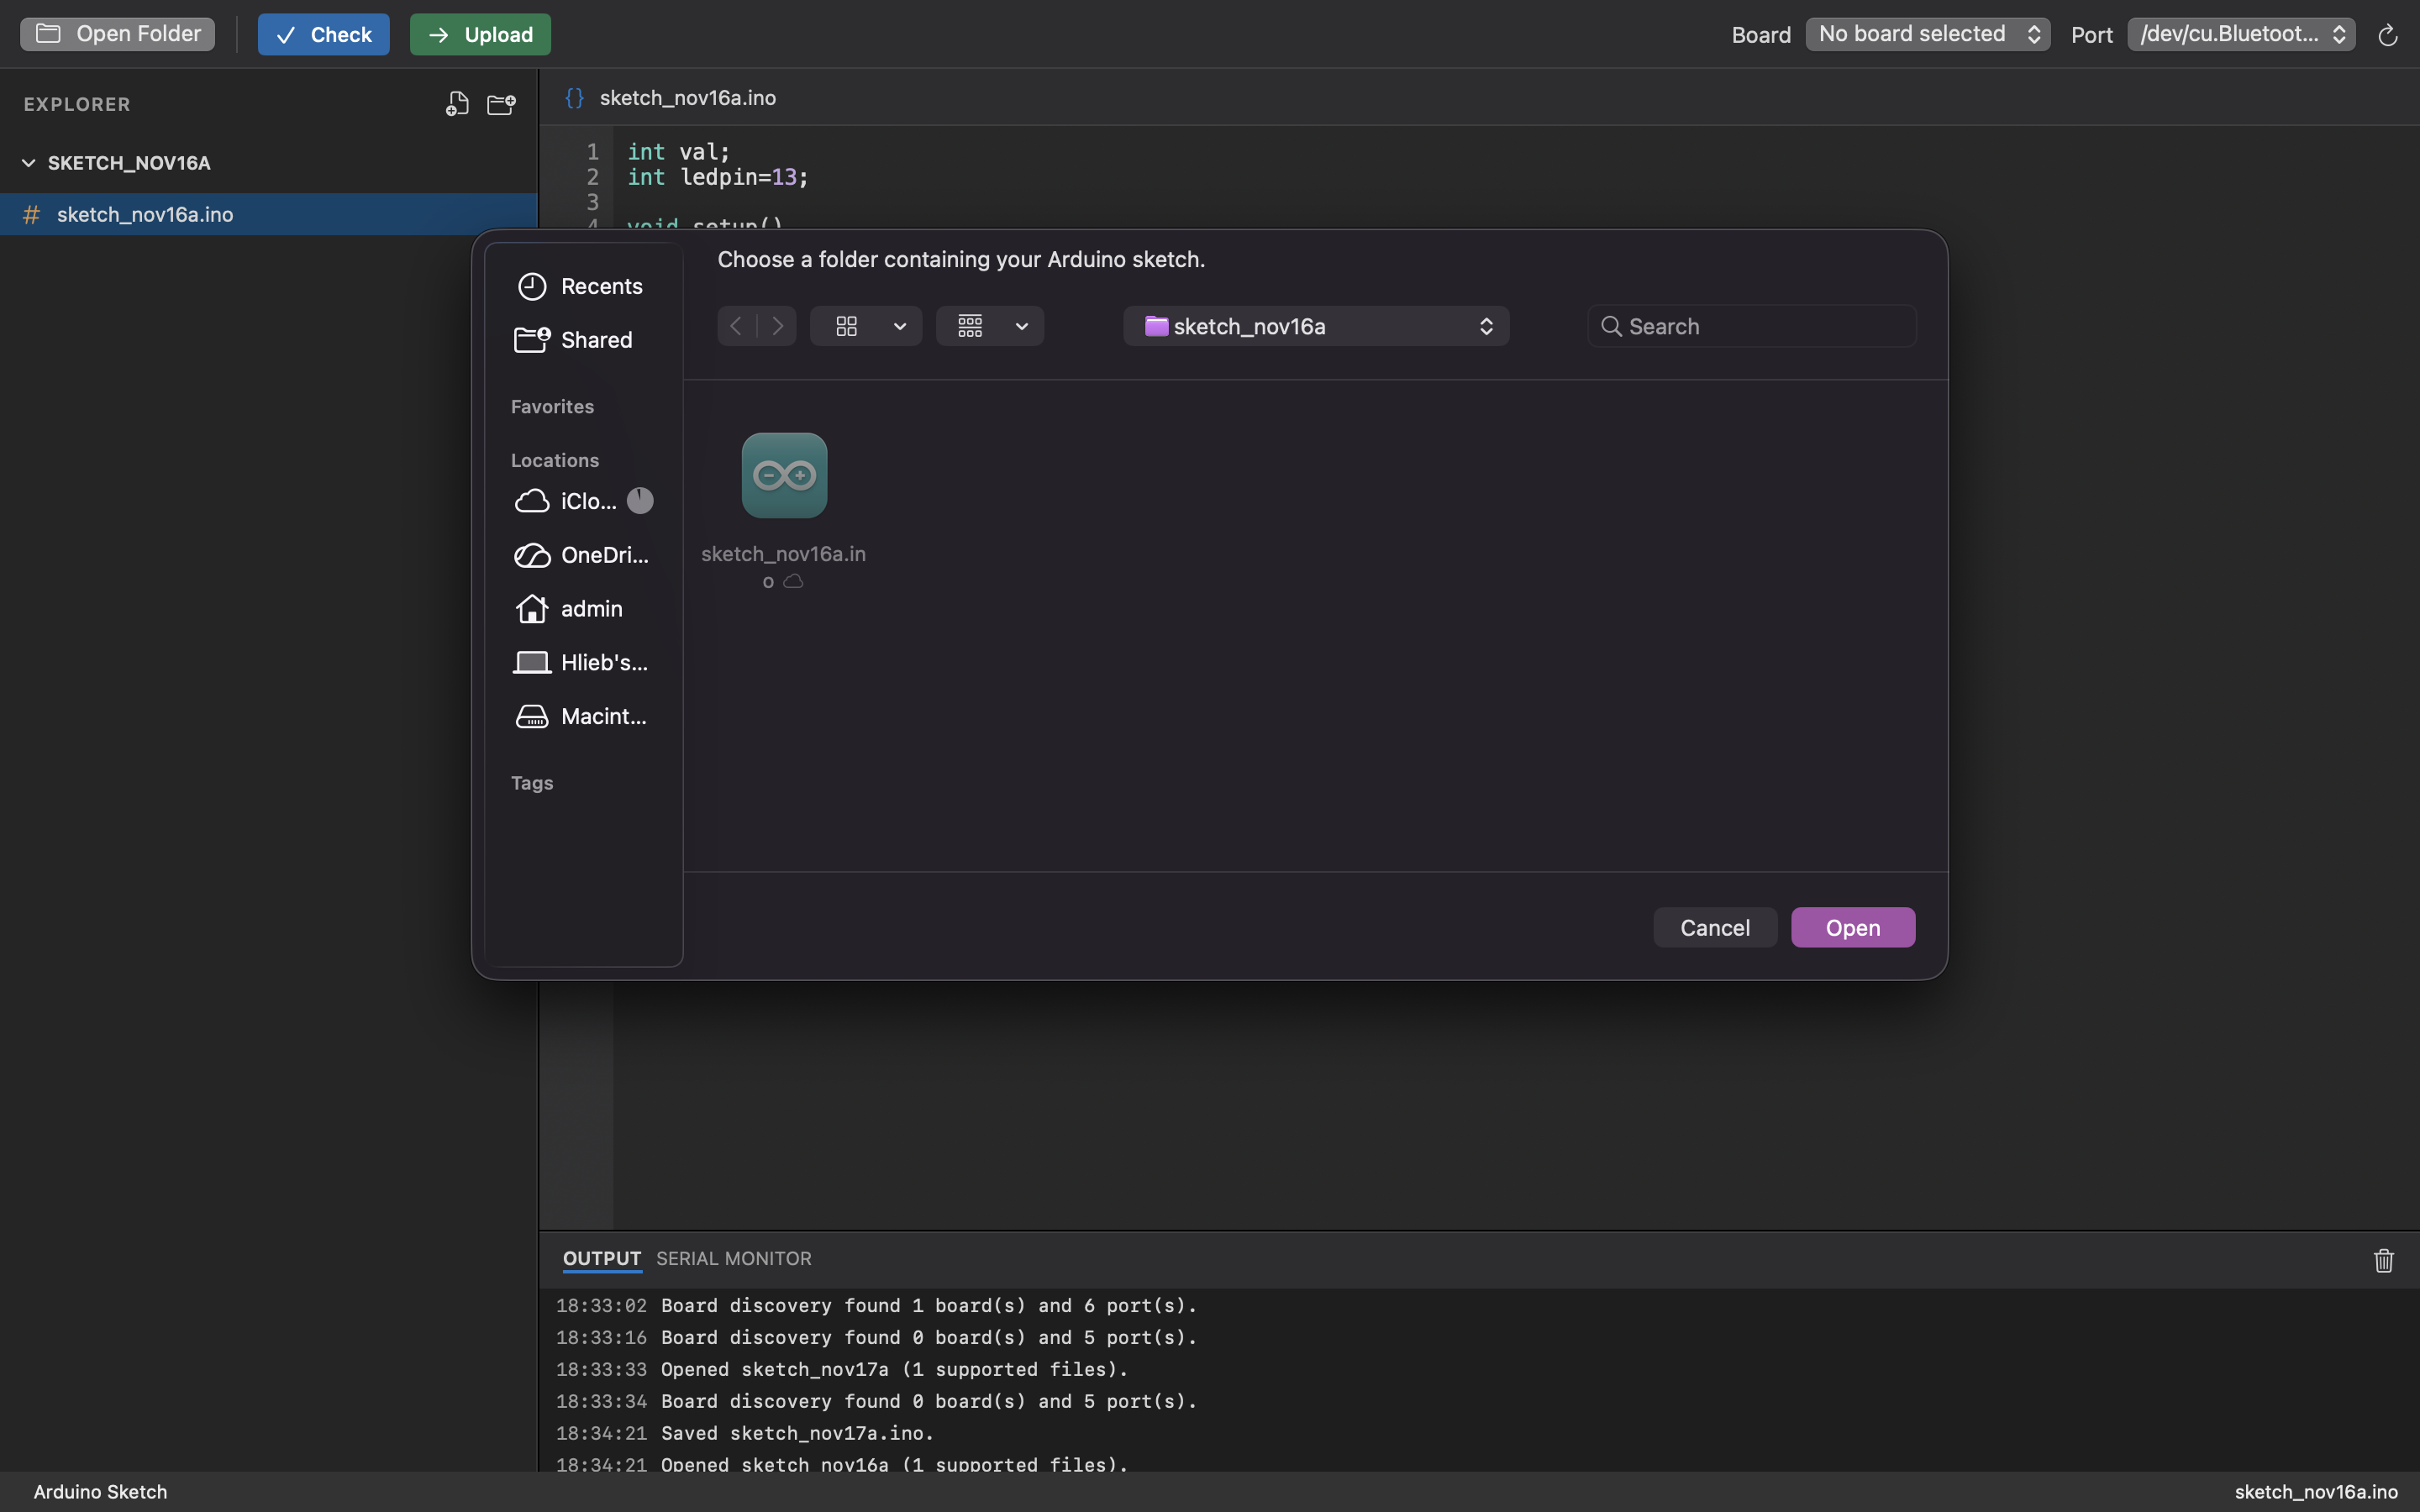 Open Folder
Check
Upload
Board
No board selected
Port
/dev/cu.Bluetoot...
EXPLORER
SKETCH_NOV16A
# sketch_nov16a.ino
{} sketch_nov16a.ino
1 int val;
2 int ledpin=13;
3
4 void setup()
Choose a folder containing your Arduino sketch.
Recents
Shared
Favorites
Locations
iClo...
OneDri...
admin
Hlieb's...
Macint...
Tags
sketch_nov16a
Search
sketch_nov16a.in
o
Cancel
Open
OUTPUT
SERIAL MONITOR
18:33:02 Board discovery found 1 board(s) and 6 port(s).
18:33:16 Board discovery found 0 board(s) and 5 port(s).
18:33:33 Opened sketch_nov17a (1 supported files).
18:33:34 Board discovery found 0 board(s) and 5 port(s).
18:34:21 Saved sketch_nov17a.ino.
18:34:21 Opened sketch_nov16a (1 supported files).
Arduino Sketch
sketch_nov16a.ino